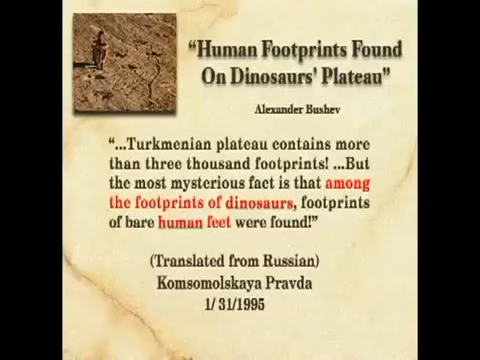 “Human Footprints Found
On Dinosaurs' Plateau”
Alexander Bushev
“...Turkmenian plateau contains more
than three thousand footprints! ...But
the most mysterious fact is that among
the footprints of dinosaurs, footprints
of bare human feet were found!”
(Translated from Russian)
Komsomolskaya Pravda
1/ 31/1995